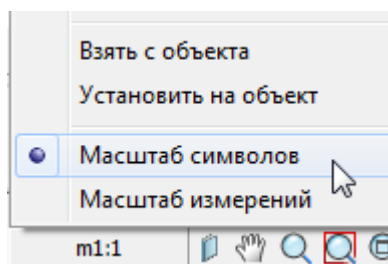 Взять с объекта
Установить на объект
Масштаб символов
Масштаб измерений
m1:1